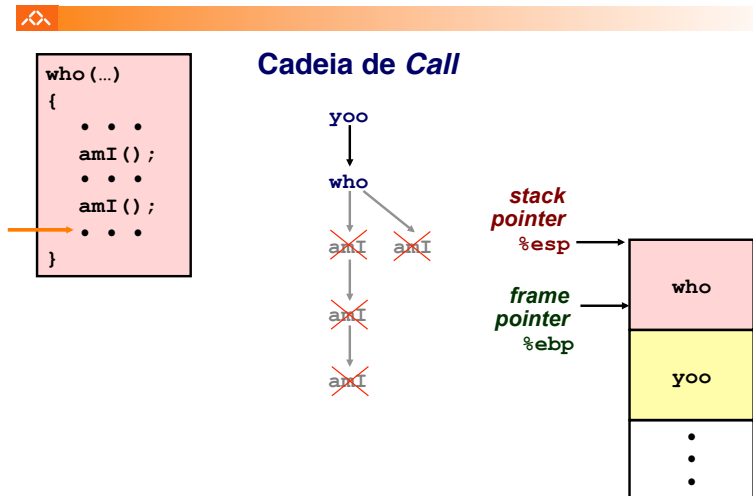 Cadeia de Call
who(…)
{
• • •
amI();
• • •
amI();
• • •
}
yoo
who
amI amI
amI
amI
stack
pointer
%esp
frame
pointer
%ebp
who
yoo
•
•
•